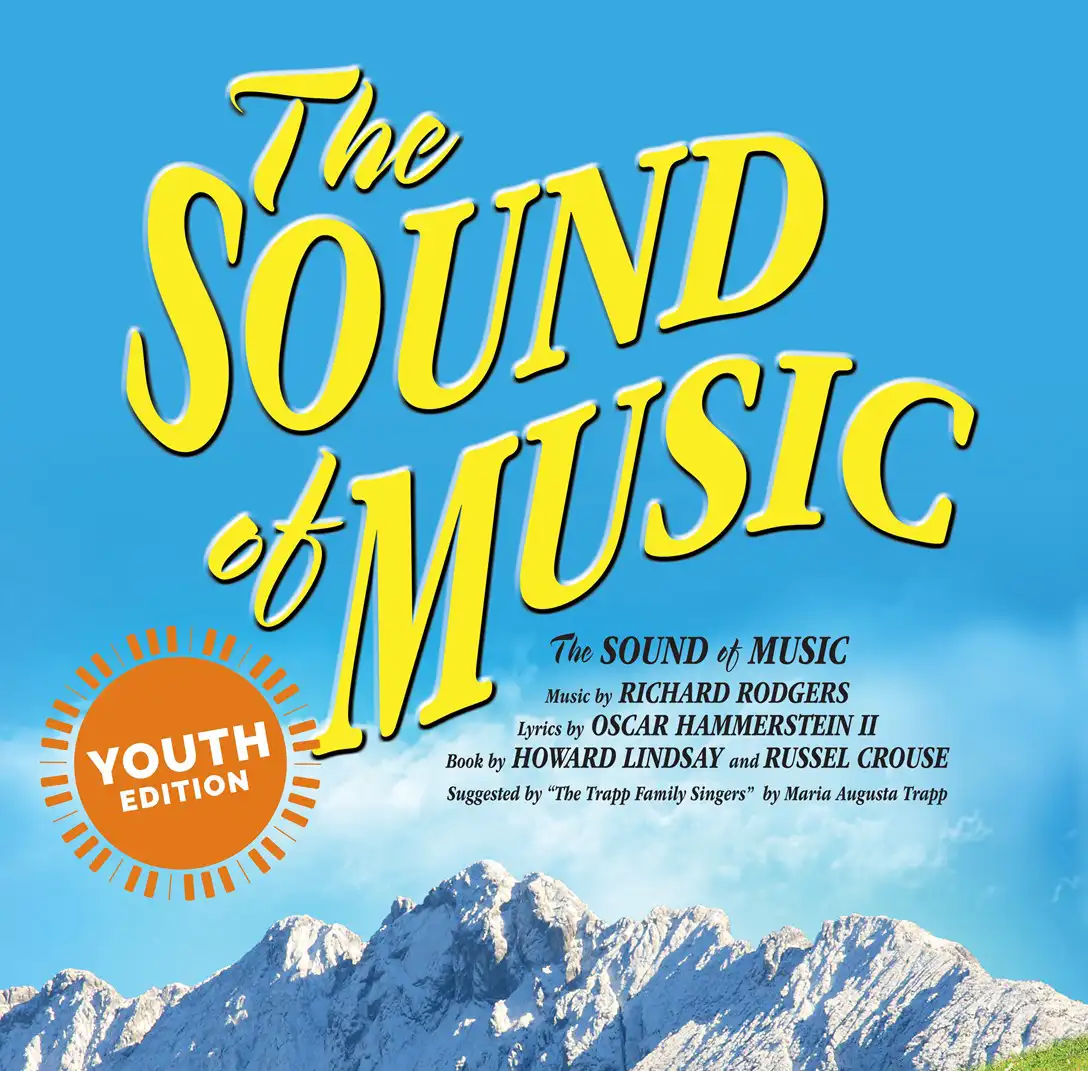 The
SOUND
of MUSIC
The SOUND of MUSIC
Music by RICHARD RODGERS
Lyrics by OSCAR HAMMERSTEIN II
Book by HOWARD LINDSAY and RUSSEL CROUSE
Suggested by “The Trapp Family Singers” by Maria Augusta Trapp
YOUTH
EDITION